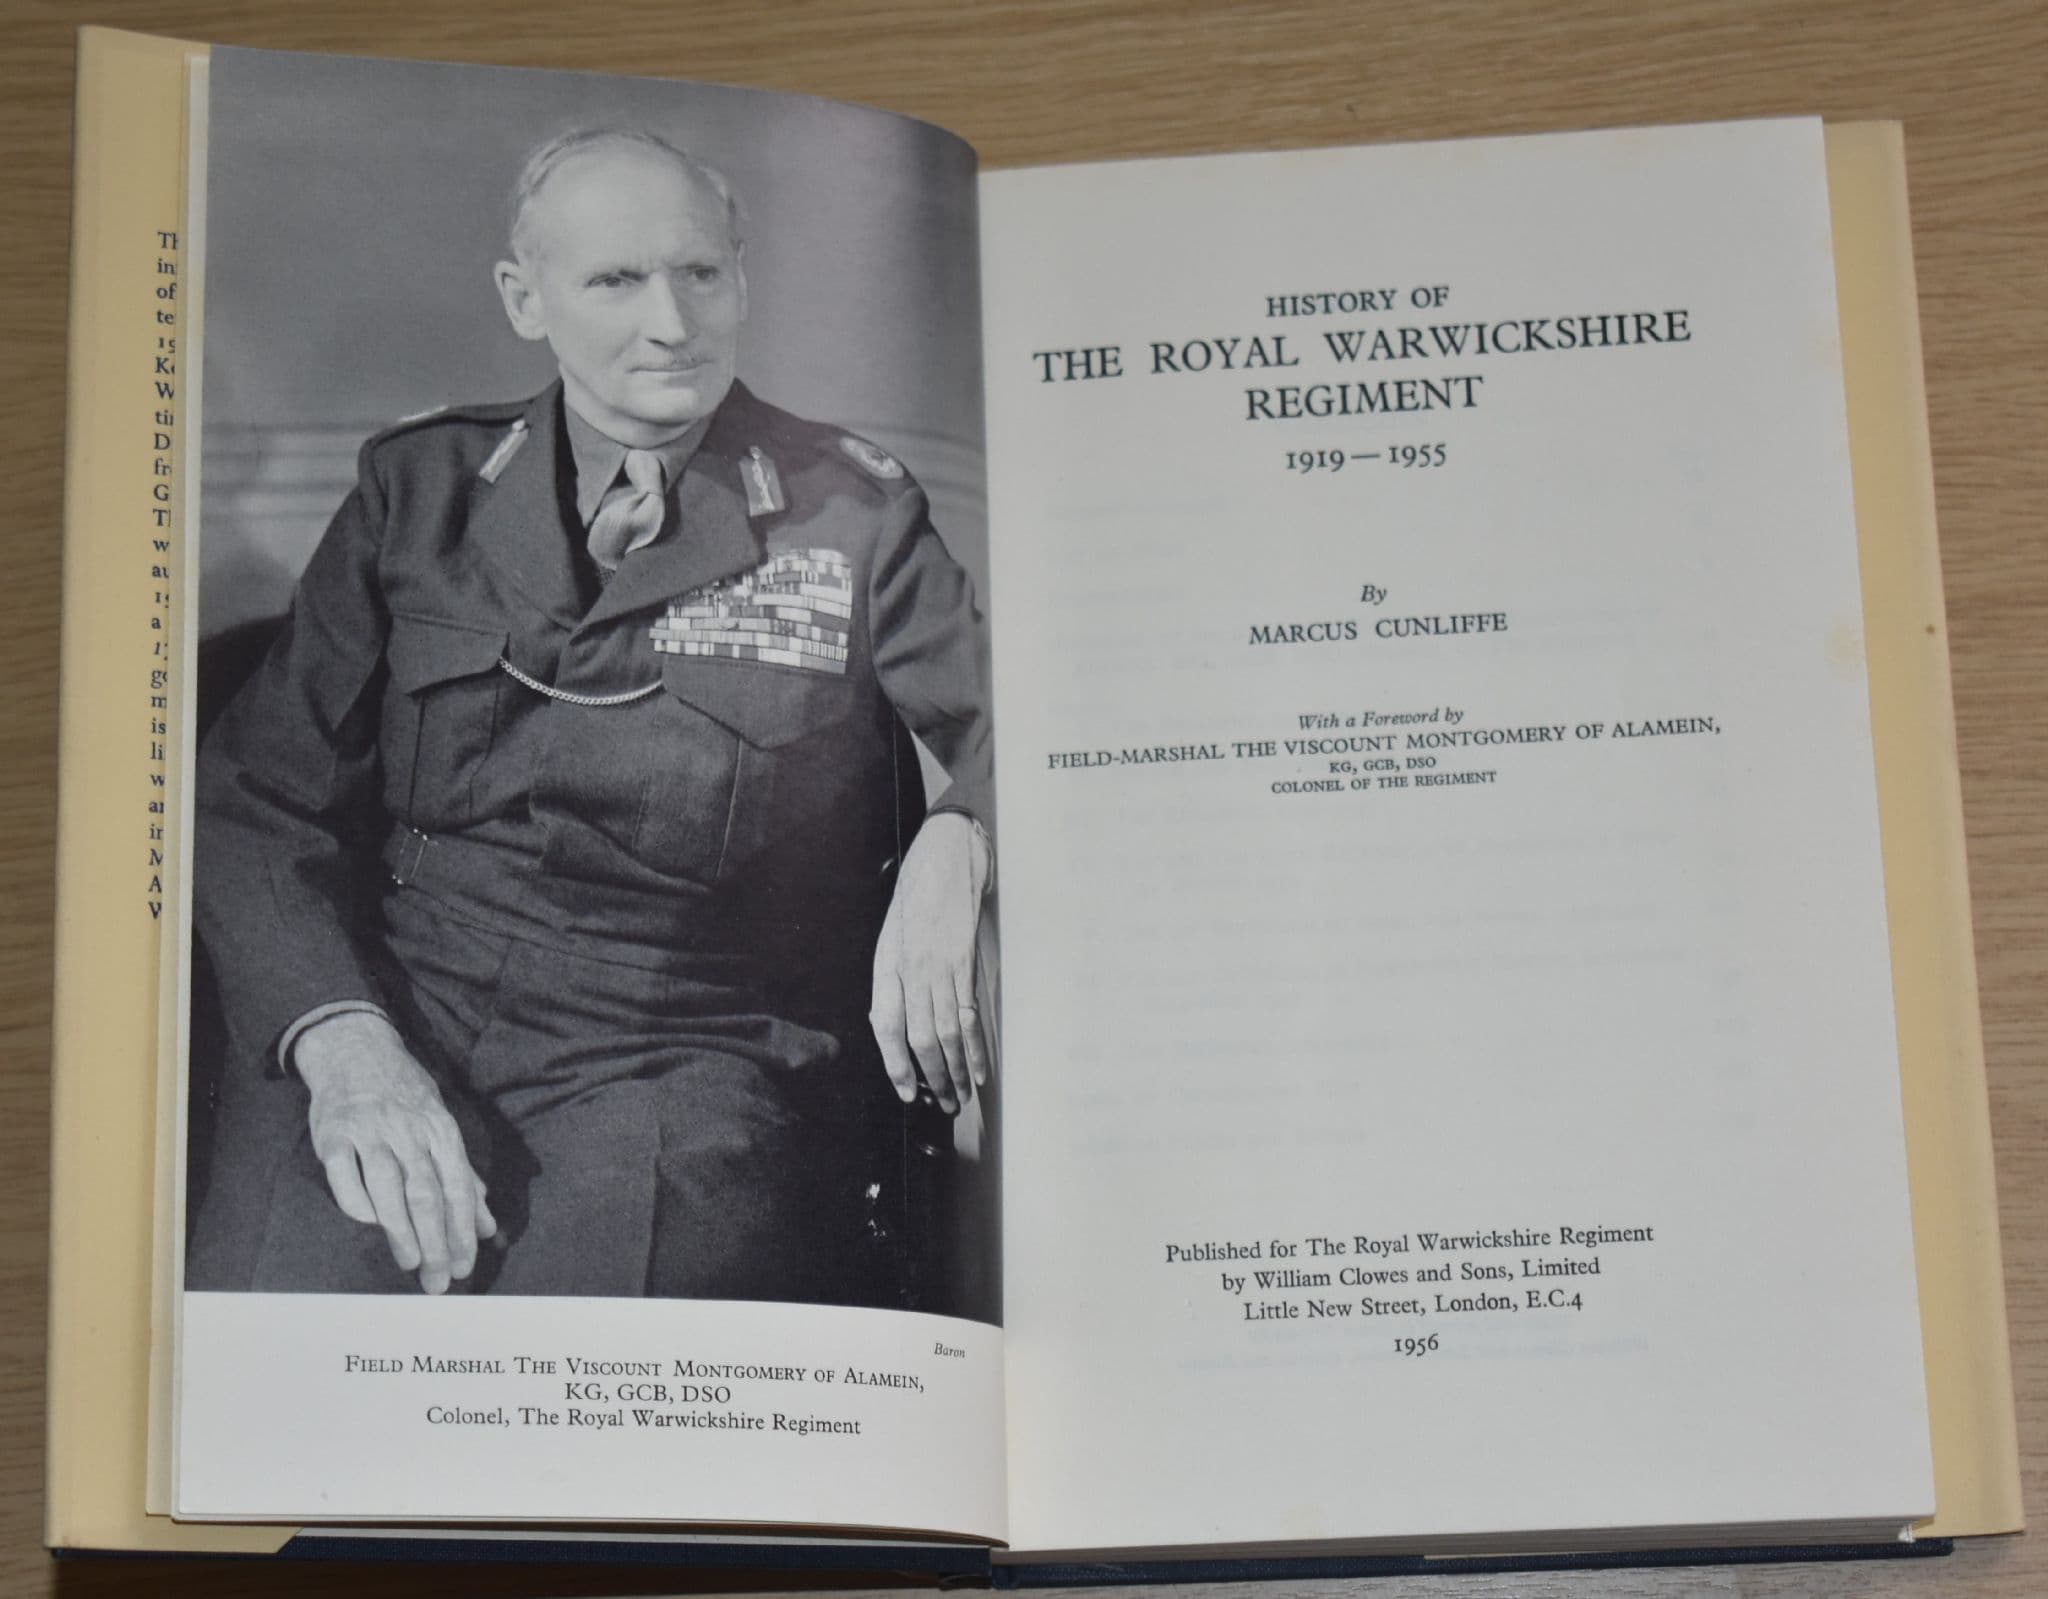 Baron
FIELD MARSHAL THE VISCOUNT MONTGOMERY OF ALAMEIN,
KG, GCB, DSO
Colonel, The Royal Warwickshire Regiment
HISTORY OF
THE ROYAL WARWICKSHIRE
REGIMENT
1919—1955
By
MARCUS CUNLIFFE
With a Foreword by
FIELD-MARSHAL THE VISCOUNT MONTGOMERY OF ALAMEIN,
KG, GCB, DSO
COLONEL OF THE REGIMENT
Published for The Royal Warwickshire Regiment
by William Clowes and Sons, Limited
Little New Street, London, E.C.4
1956